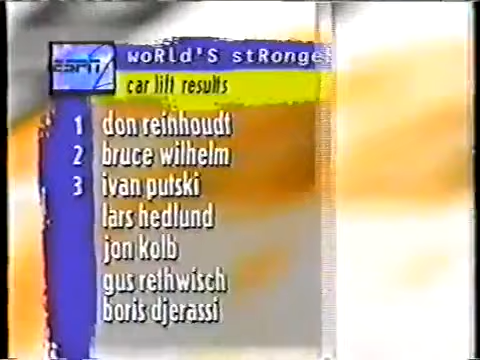 ESPN
woRld'S stRonge
car lift results
1 don reinhoudt
2 bruce wilhelm
3 ivan putski
lars hedlund
jon kolb
gus rethwisch
boris djerassi